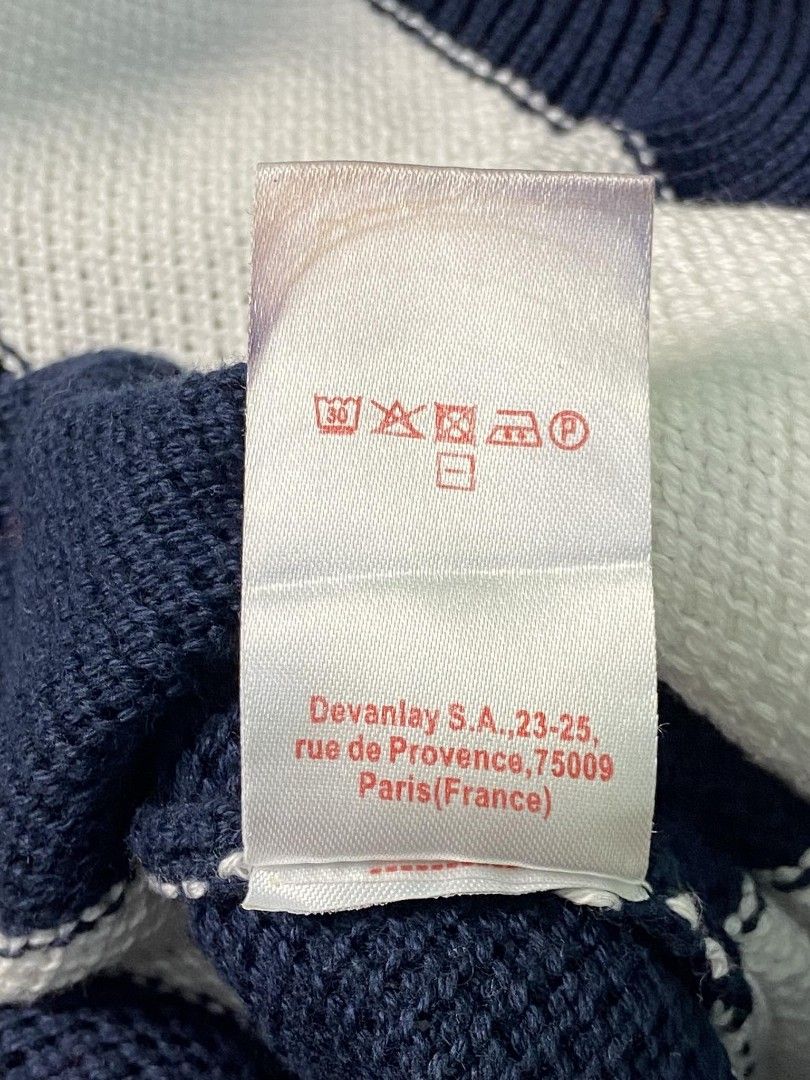 30 P
Devanlay S.A.,23-25,
rue de Provence,75009
Paris(France)